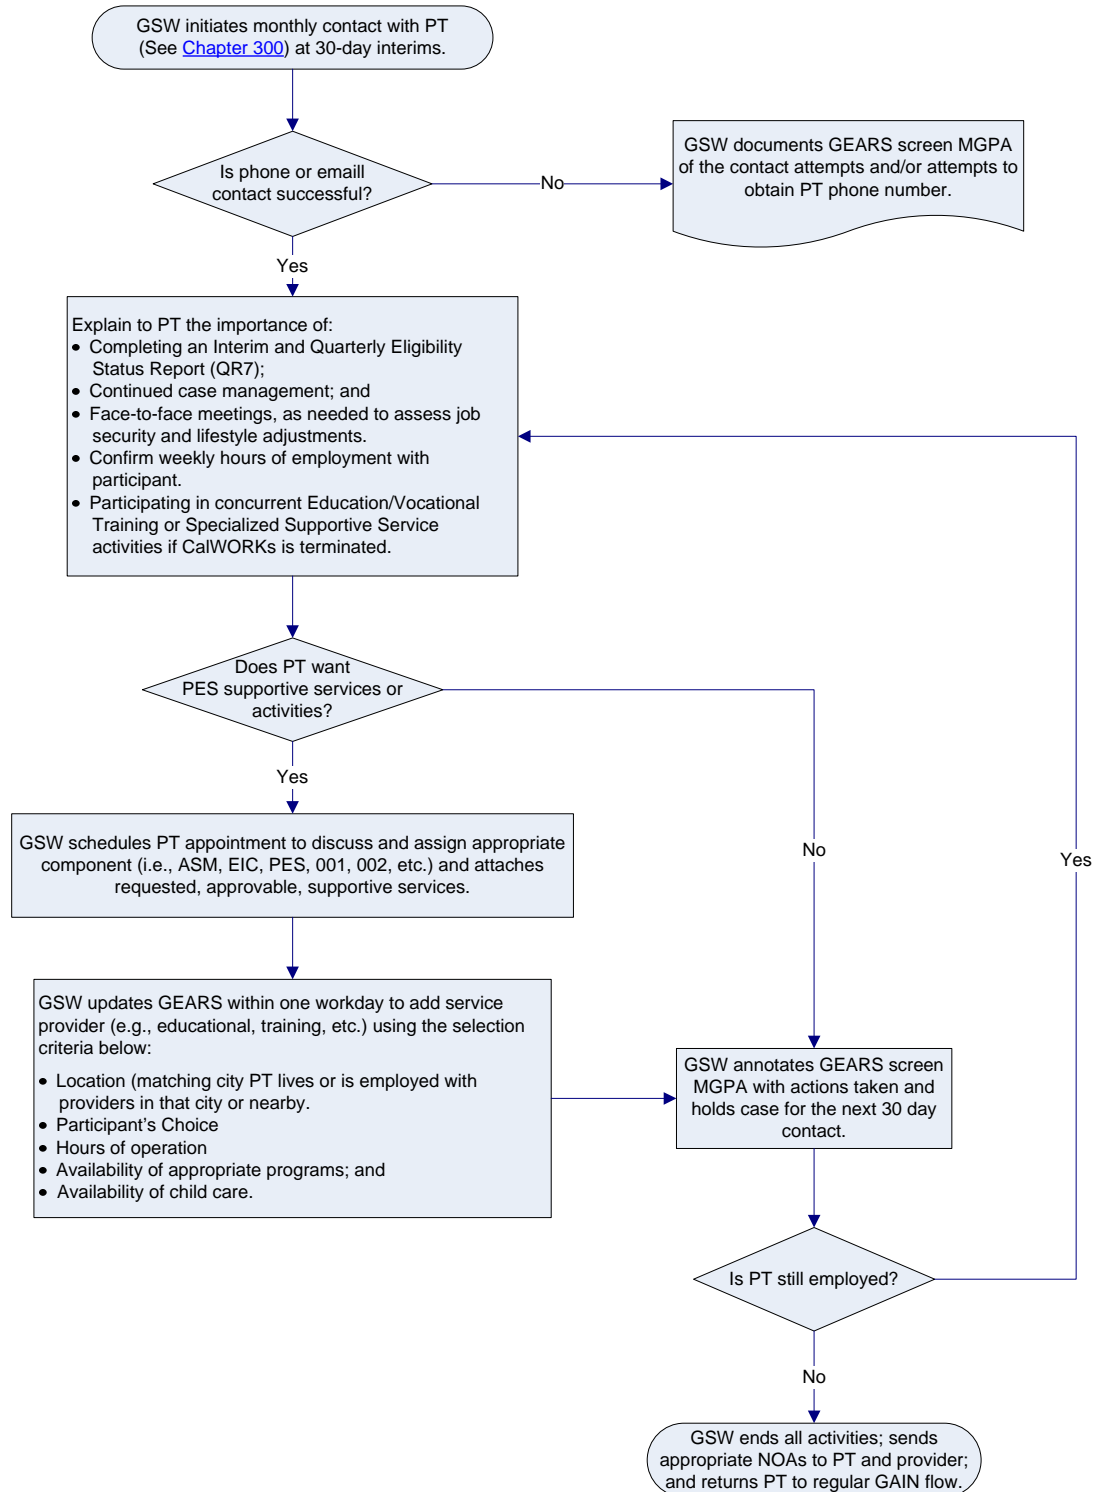 GSW initiates monthly contact with PT
(See Chapter 300) at 30-day interims.
Is phone or emaill
contact successful?
No
GSW documents GEARS screen MGPA
of the contact attempts and/or attempts to
obtain PT phone number.
Yes
Explain to PT the importance of:
• Completing an Interim and Quarterly Eligibility
Status Report (QR7);
• Continued case management; and
• Face-to-face meetings, as needed to assess job
security and lifestyle adjustments.
• Confirm weekly hours of employment with
participant.
• Participating in concurrent Education/Vocational
Training or Specialized Supportive Service
activities if CalWORKs is terminated.
Does PT want
PES supportive services or
activities?
Yes
No
Yes
GSW schedules PT appointment to discuss and assign appropriate
component (i.e., ASM, EIC, PES, 001, 002, etc.) and attaches
requested, approvable, supportive services.
GSW updates GEARS within one workday to add service
provider (e.g., educational, training, etc.) using the selection
criteria below:
• Location (matching city PT lives or is employed with
providers in that city or nearby.
• Participant's Choice
• Hours of operation
• Availability of appropriate programs; and
• Availability of child care.
GSW annotates GEARS screen
MGPA with actions taken and
holds case for the next 30 day
contact.
Is PT still employed?
No
GSW ends all activities; sends
appropriate NOAs to PT and provider;
and returns PT to regular GAIN flow.